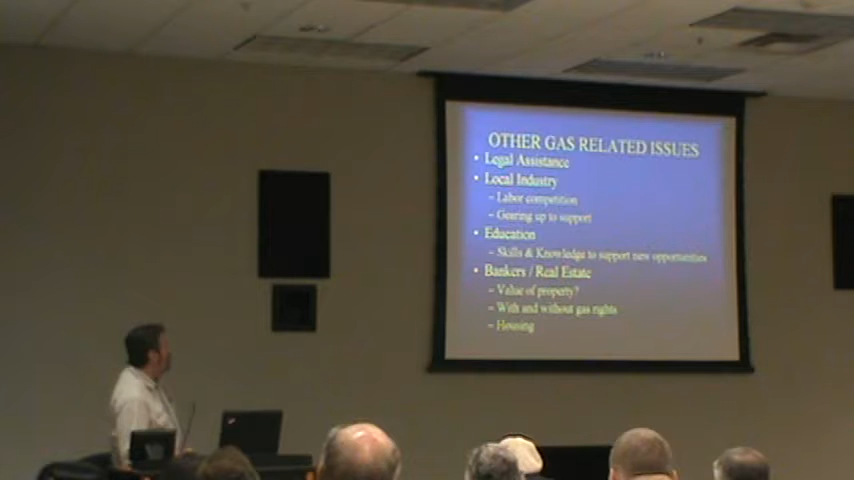 OTHER GAS RELATED ISSUES
• Legal Assistance
• Local Industry
– Labor competition
– Gearing up to support
• Education
– Skills & Knowledge to support new opportunities
• Bankers / Real Estate
– Value of property?
– With and without gas rights
– Housing